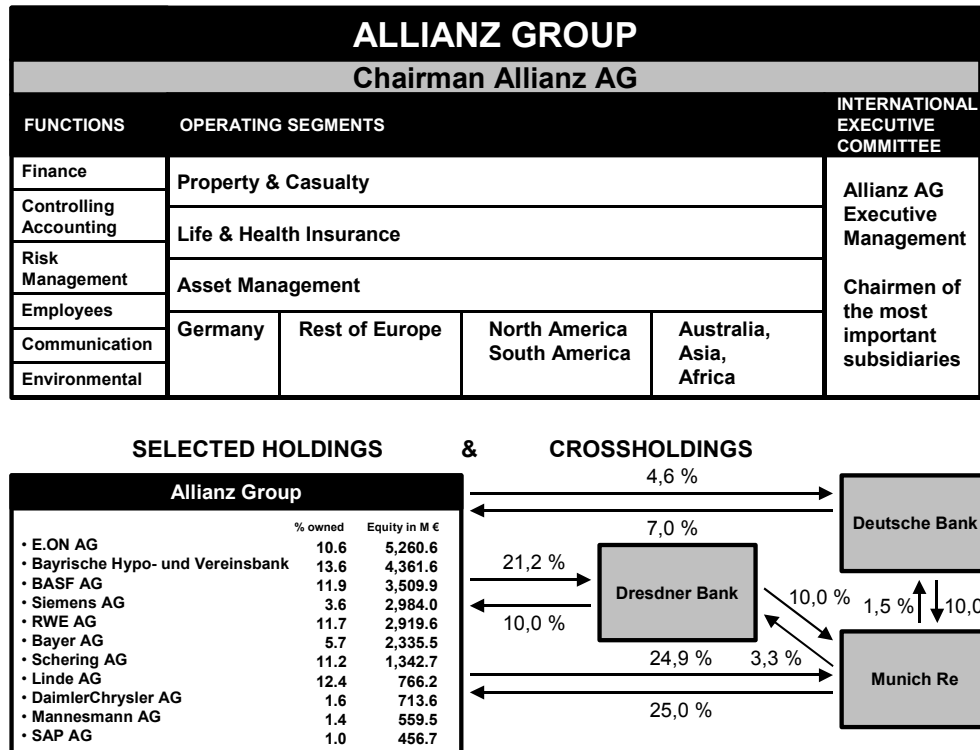 ALLIANZ GROUP
Chairman Allianz AG
FUNCTIONS
OPERATING SEGMENTS
INTERNATIONAL
EXECUTIVE
COMMITTEE
Finance
Controlling
Accounting
Risk
Management
Employees
Communication
Environmental
Property & Casualty
Life & Health Insurance
Asset Management
Germany
Rest of Europe
North America
South America
Australia,
Asia,
Africa
Allianz AG
Executive
Management
Chairmen of
the most
important
subsidiaries
SELECTED HOLDINGS & CROSSHOLDINGS
Allianz Group
% owned Equity in M €
• E.ON AG 10.6 5,260.6
• Bayrische Hypo- und Vereinsbank 13.6 4,361.6
• BASF AG 11.9 3,509.9
• Siemens AG 3.6 2,984.0
• RWE AG 11.7 2,919.6
• Bayer AG 5.7 2,335.5
• Schering AG 11.2 1,342.7
• Linde AG 12.4 766.2
• DaimlerChrysler AG 1.6 713.6
• Mannesmann AG 1.4 559.5
• SAP AG 1.0 456.7
4,6 %
7,0 %
Deutsche Bank
21,2 %
10,0 %
Dresdner Bank
10,0 %
3,3 %
1,5 %
10,0
24,9 %
25,0 %
Munich Re